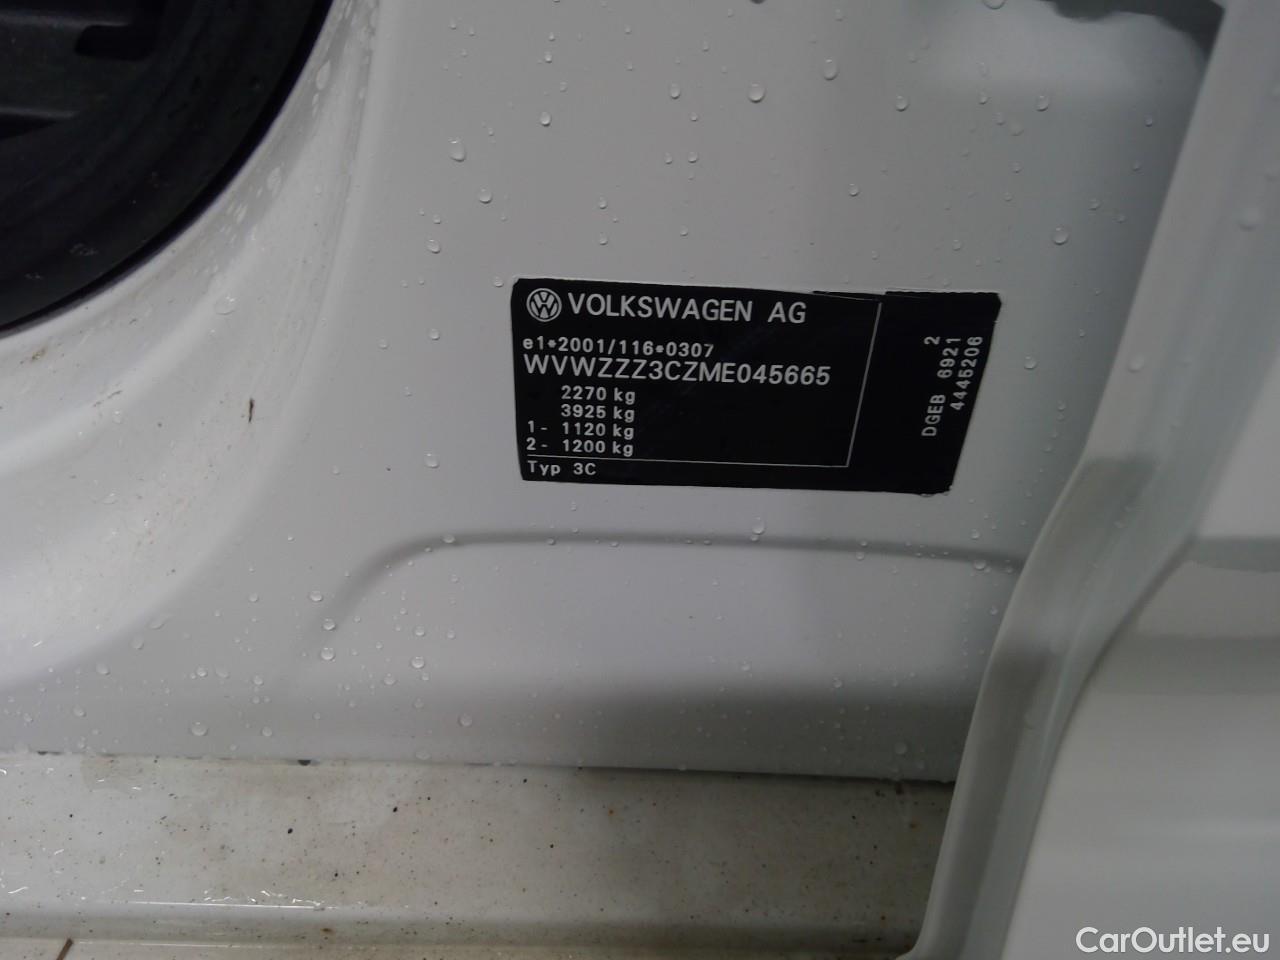 VOLKSWAGEN AG
e1*2001/116*0307
WVWZZZ3CZME045665
2270 kg
3925 kg
1 - 1120 kg
2 - 1200 kg
Typ 3C
2
DGEB 6921
4445206
CarOutlet.eu